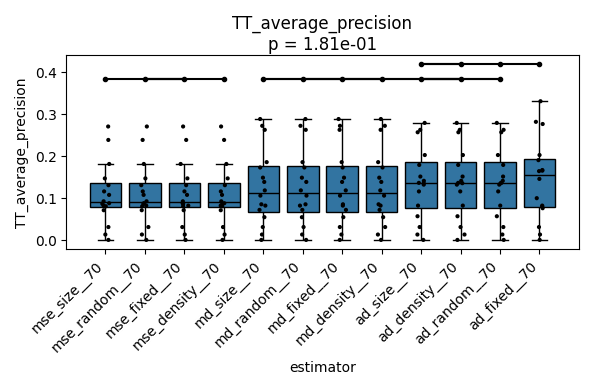 TT_average_precision
p = 1.81e-01
TT_average_precision
0.4
0.3
0.2
0.1
0.0
mse_size__70
mse_random__70
mse_fixed__70
mse_density__70
md_size__70
md_random__70
md_fixed__70
md_density__70
ad_size__70
ad_density__70
ad_random__70
ad_fixed__70
estimator